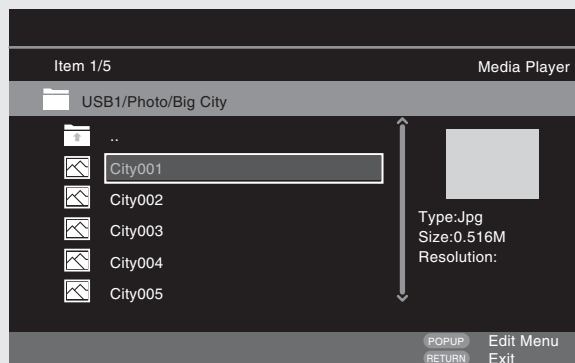 Item 1/5 Media Player
USB1/Photo/Big City
..
City001
City002
City003
City004
City005
Type:Jpg
Size:0.516M
Resolution:
POPUP Edit Menu
RETURN Exit